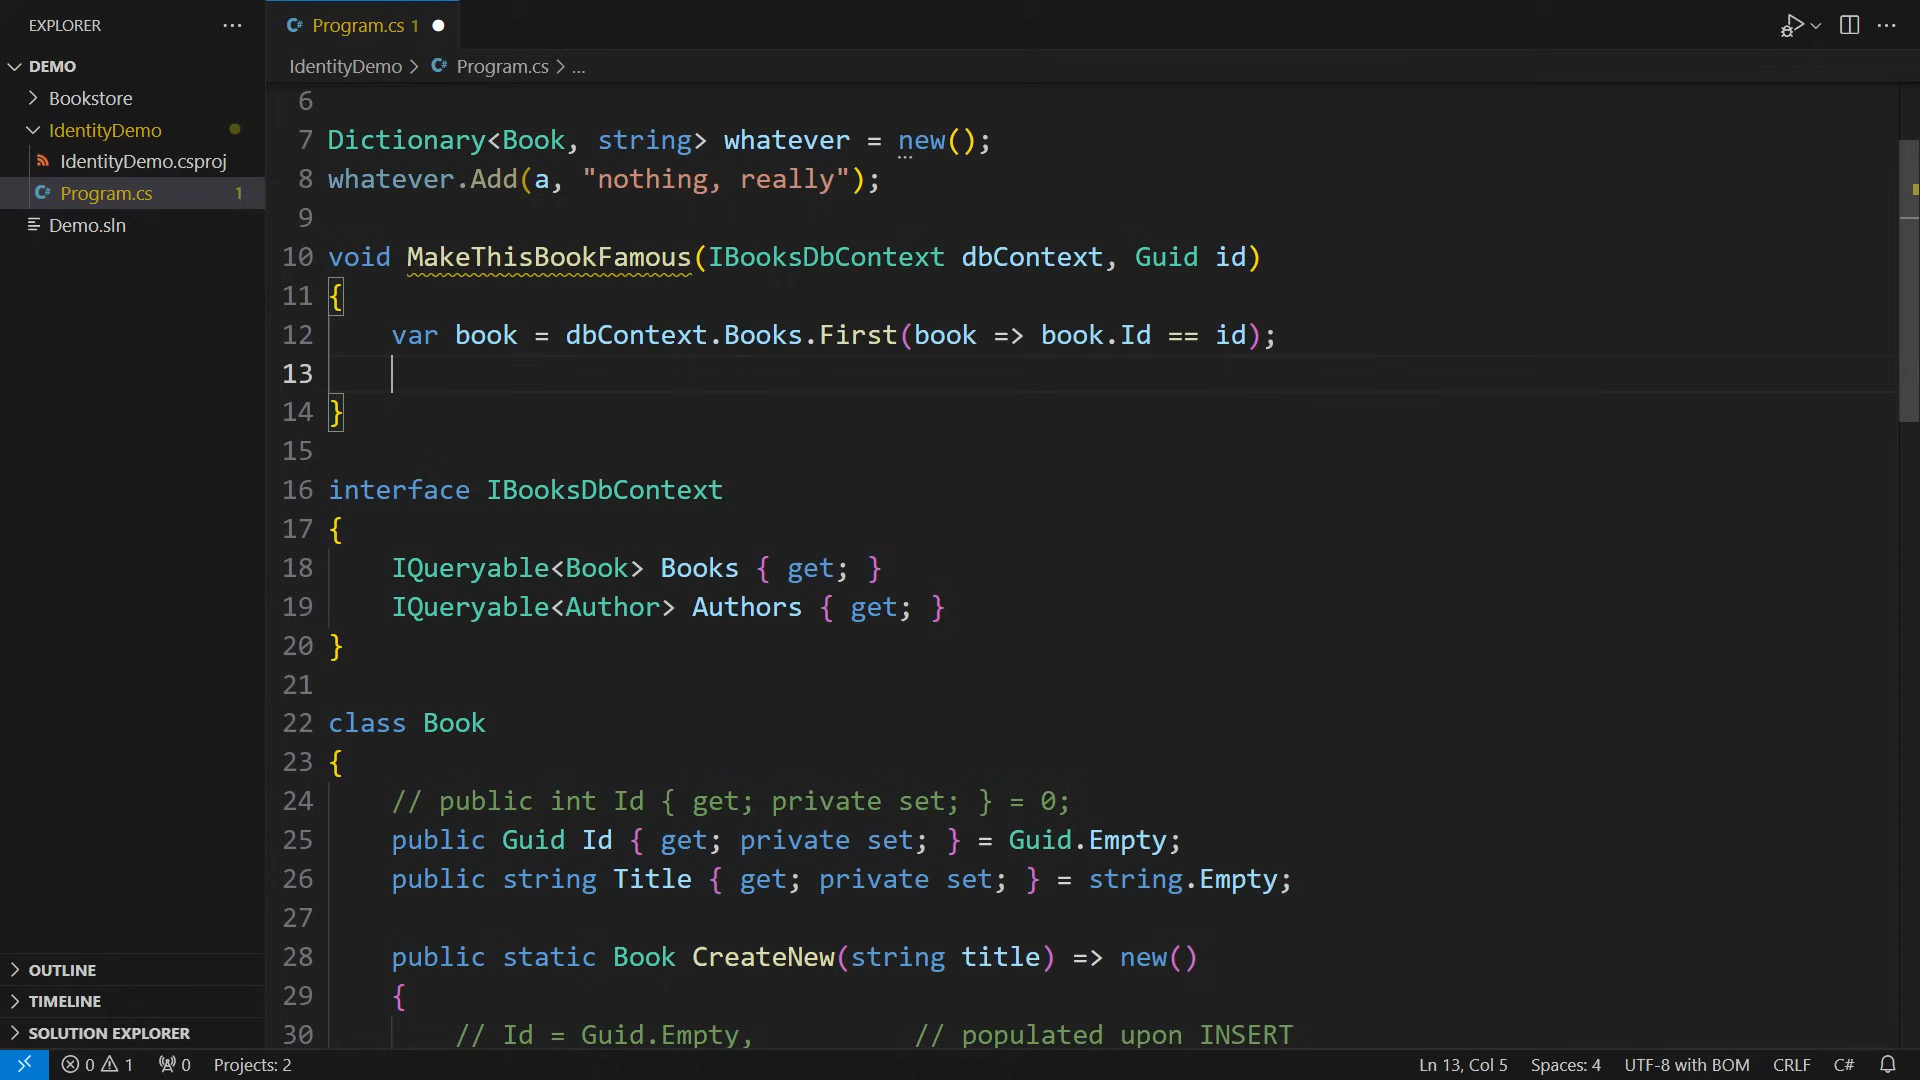 EXPLORER
DEMO
Bookstore
IdentityDemo
IdentityDemo.csproj
Program.cs 1
Demo.sln
OUTLINE
TIMELINE
SOLUTION EXPLORER
C# Program.cs 1
IdentityDemo > C# Program.cs > ...
6
7 Dictionary<Book, string> whatever = new();
8 whatever.Add(a, "nothing, really");
9
10 void MakeThisBookFamous(IBooksDbContext dbContext, Guid id)
11 {
12 var book = dbContext.Books.First(book => book.Id == id);
13
14 }
15
16 interface IBooksDbContext
17 {
18 IQueryable<Book> Books { get; }
19 IQueryable<Author> Authors { get; }
20 }
21
22 class Book
23 {
24 // public int Id { get; private set; } = 0;
25 public Guid Id { get; private set; } = Guid.Empty;
26 public string Title { get; private set; } = string.Empty;
27
28 public static Book CreateNew(string title) => new()
29 {
30 // Id = Guid.Empty, // populated upon INSERT
0 1 0 Projects: 2 Ln 13, Col 5 Spaces: 4 UTF-8 with BOM CRLF C#